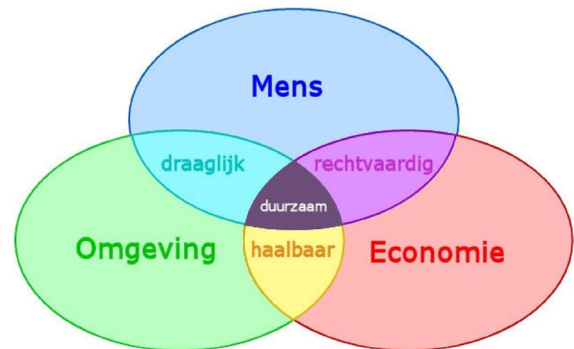 Mens
draaglijk
rechtvaardig
duurzaam
Omgeving
haalbaar
Economie